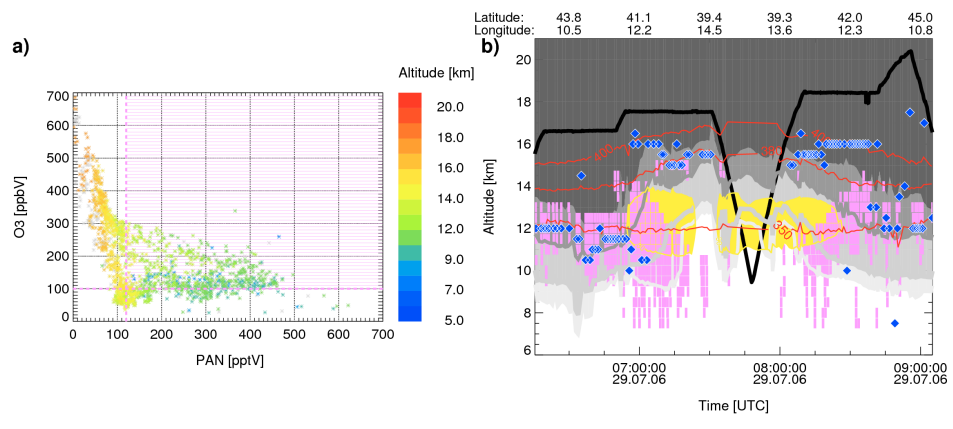 Latitude: 43.8 41.1 39.4 39.3 42.0 45.0
Longitude: 10.5 12.2 14.5 13.6 12.3 10.8
a)
b)
Altitude [km]
700
600
500
400
300
200
100
0
O3 [ppbV]
0 100 200 300 400 500 600 700
PAN [pptV]
20.0
18.0
16.0
14.0
12.0
10.0
9.0
7.0
5.0
20
18
16
14
12
10
8
6
Altitude [km]
400
400
380
350
07:00:00 08:00:00 09:00:00
29.07.06 29.07.06 29.07.06
Time [UTC]